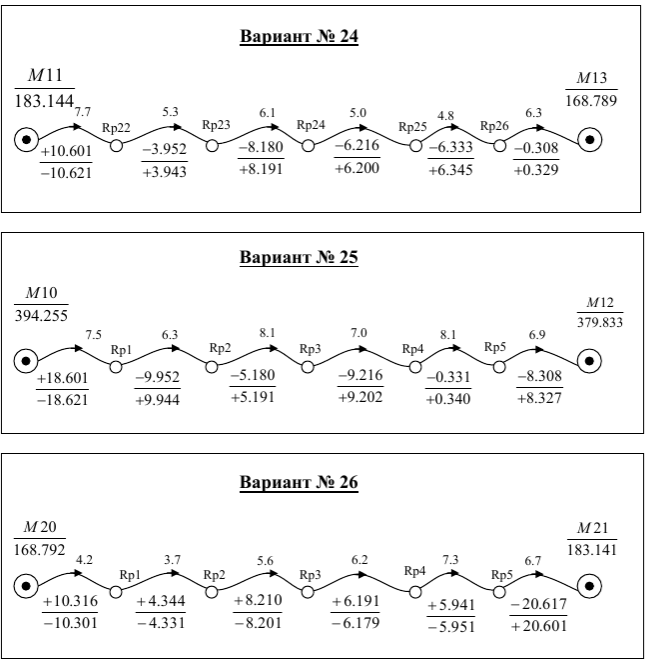 Вариант № 24
M11
183.144
M13
168.789
7.7 Rp22 5.3 Rp23 6.1 Rp24 5.0 Rp25 4.8 Rp26 6.3
+10.601 −3.952 −8.180 −6.216 −6.333 −0.308
−10.621 +3.943 +8.191 +6.200 +6.345 +0.329
Вариант № 25
M10
394.255
M12
379.833
7.5 Rp1 6.3 Rp2 8.1 Rp3 7.0 Rp4 8.1 Rp5 6.9
+18.601 −9.952 −5.180 −9.216 −0.331 −8.308
−18.621 +9.944 +5.191 +9.202 +0.340 +8.327
Вариант № 26
M20
168.792
M21
183.141
4.2 Rp1 3.7 Rp2 5.6 Rp3 6.2 Rp4 7.3 Rp5 6.7
+10.316 +4.344 +8.210 +6.191 +5.941 −20.617
−10.301 −4.331 −8.201 −6.179 −5.951 +20.601